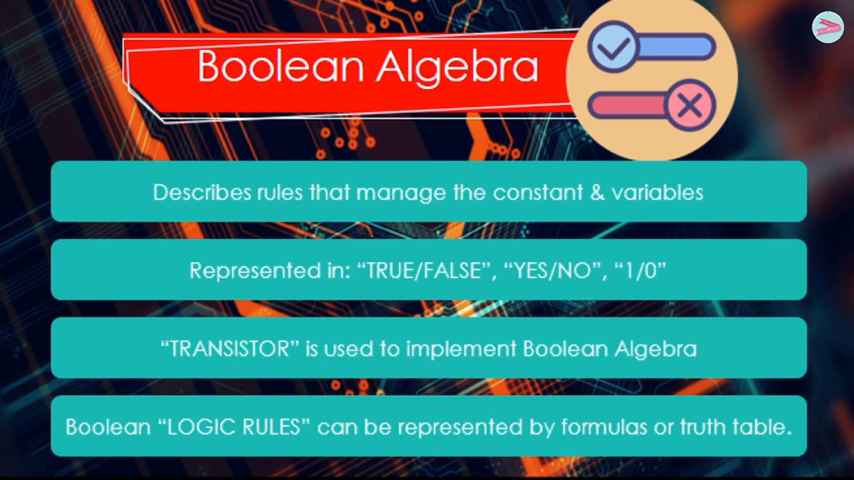 Boolean Algebra
Describes rules that manage the constant & variables
Represented in: “TRUE/FALSE”, “YES/NO”, “1/0”
“TRANSISTOR” is used to implement Boolean Algebra
Boolean “LOGIC RULES” can be represented by formulas or truth table.